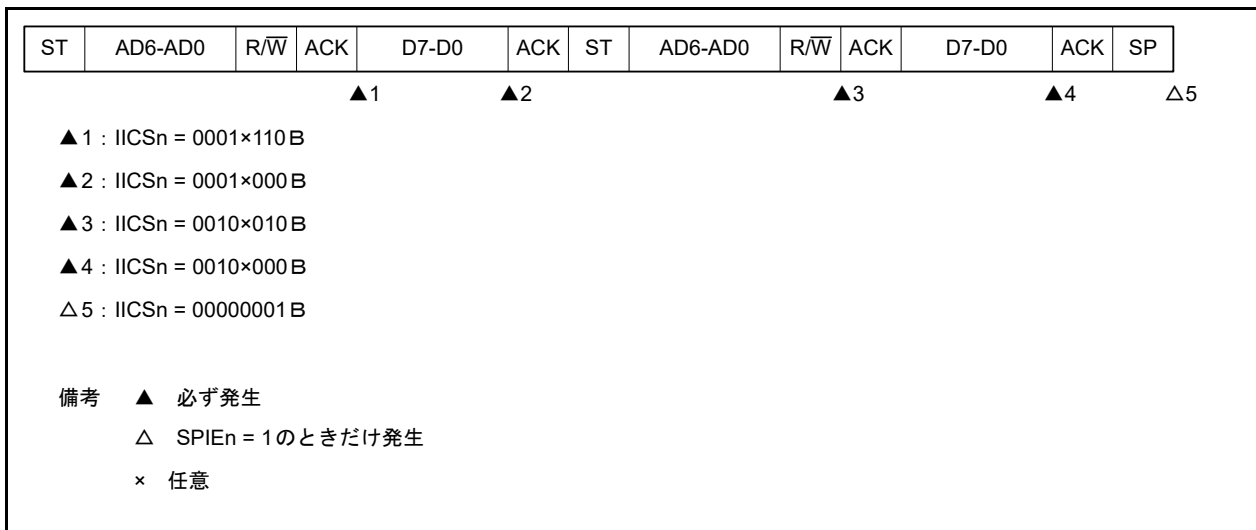 ST AD6-AD0 R/W̅ ACK D7-D0 ACK ST AD6-AD0 R/W̅ ACK D7-D0 ACK SP
▲1 ▲2 ▲3 ▲4 △5
▲1 : IICSn = 0001×110B
▲2 : IICSn = 0001×000B
▲3 : IICSn = 0010×010B
▲4 : IICSn = 0010×000B
△5 : IICSn = 00000001B
備考 ▲ 必ず発生
△ SPIEn = 1のときだけ発生
× 任意